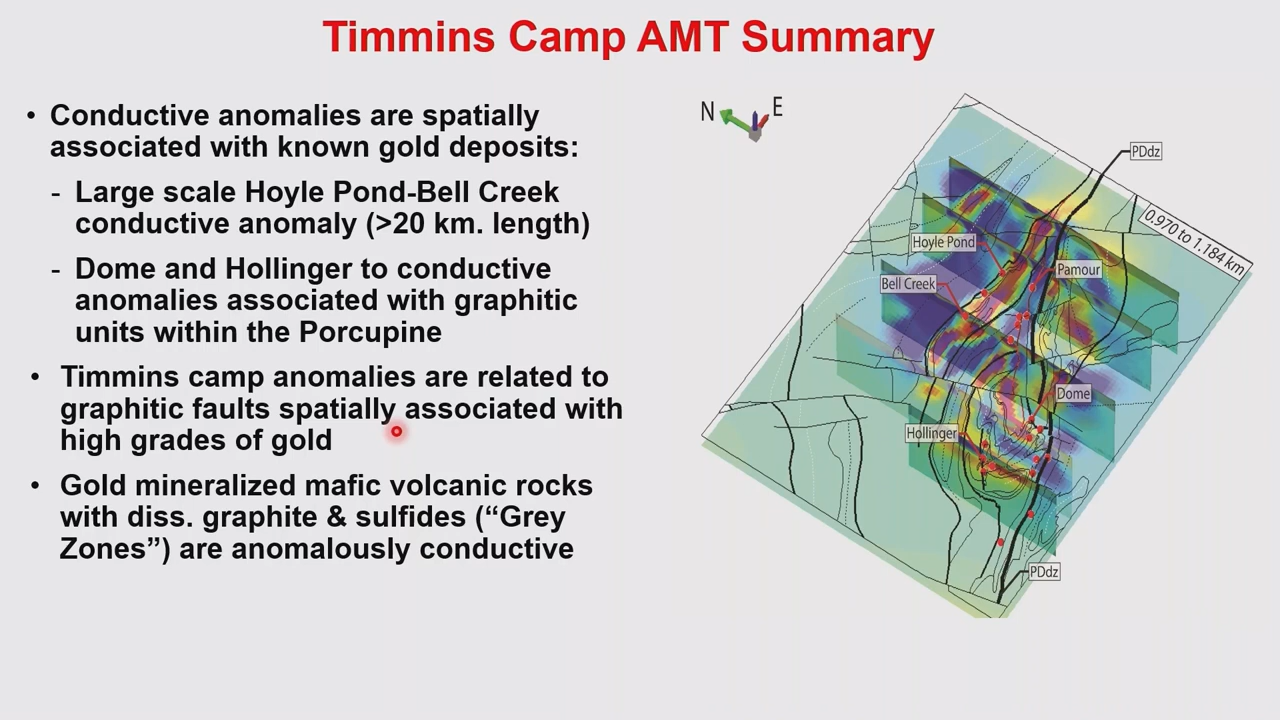 Timmins Camp AMT Summary
• Conductive anomalies are spatially
associated with known gold deposits:
- Large scale Hoyle Pond-Bell Creek
conductive anomaly (>20 km. length)
- Dome and Hollinger to conductive
anomalies associated with graphitic
units within the Porcupine
• Timmins camp anomalies are related to
graphitic faults spatially associated with
high grades of gold
• Gold mineralized mafic volcanic rocks
with diss. graphite & sulfides (“Grey
Zones”) are anomalously conductive
N
E
PDdz
0.970 to 1.184 km
Hoyle Pond
Pamour
Bell Creek
Dome
Hollinger
PDdz